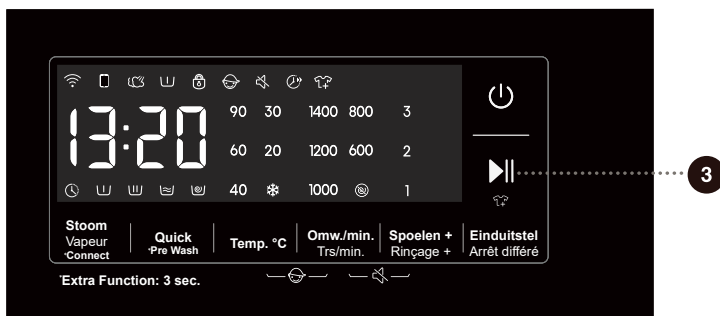 13:20
90 30 1400 800 3
60 20 1200 600 2
40 1000 1
3
Stoom
Vapeur
*Connect
Quick
*Pre Wash
Temp. °C
Omw./min.
Trs/min.
Spoelen +
Rinçage +
Einduitstel
Arrêt différé
*Extra Function: 3 sec.